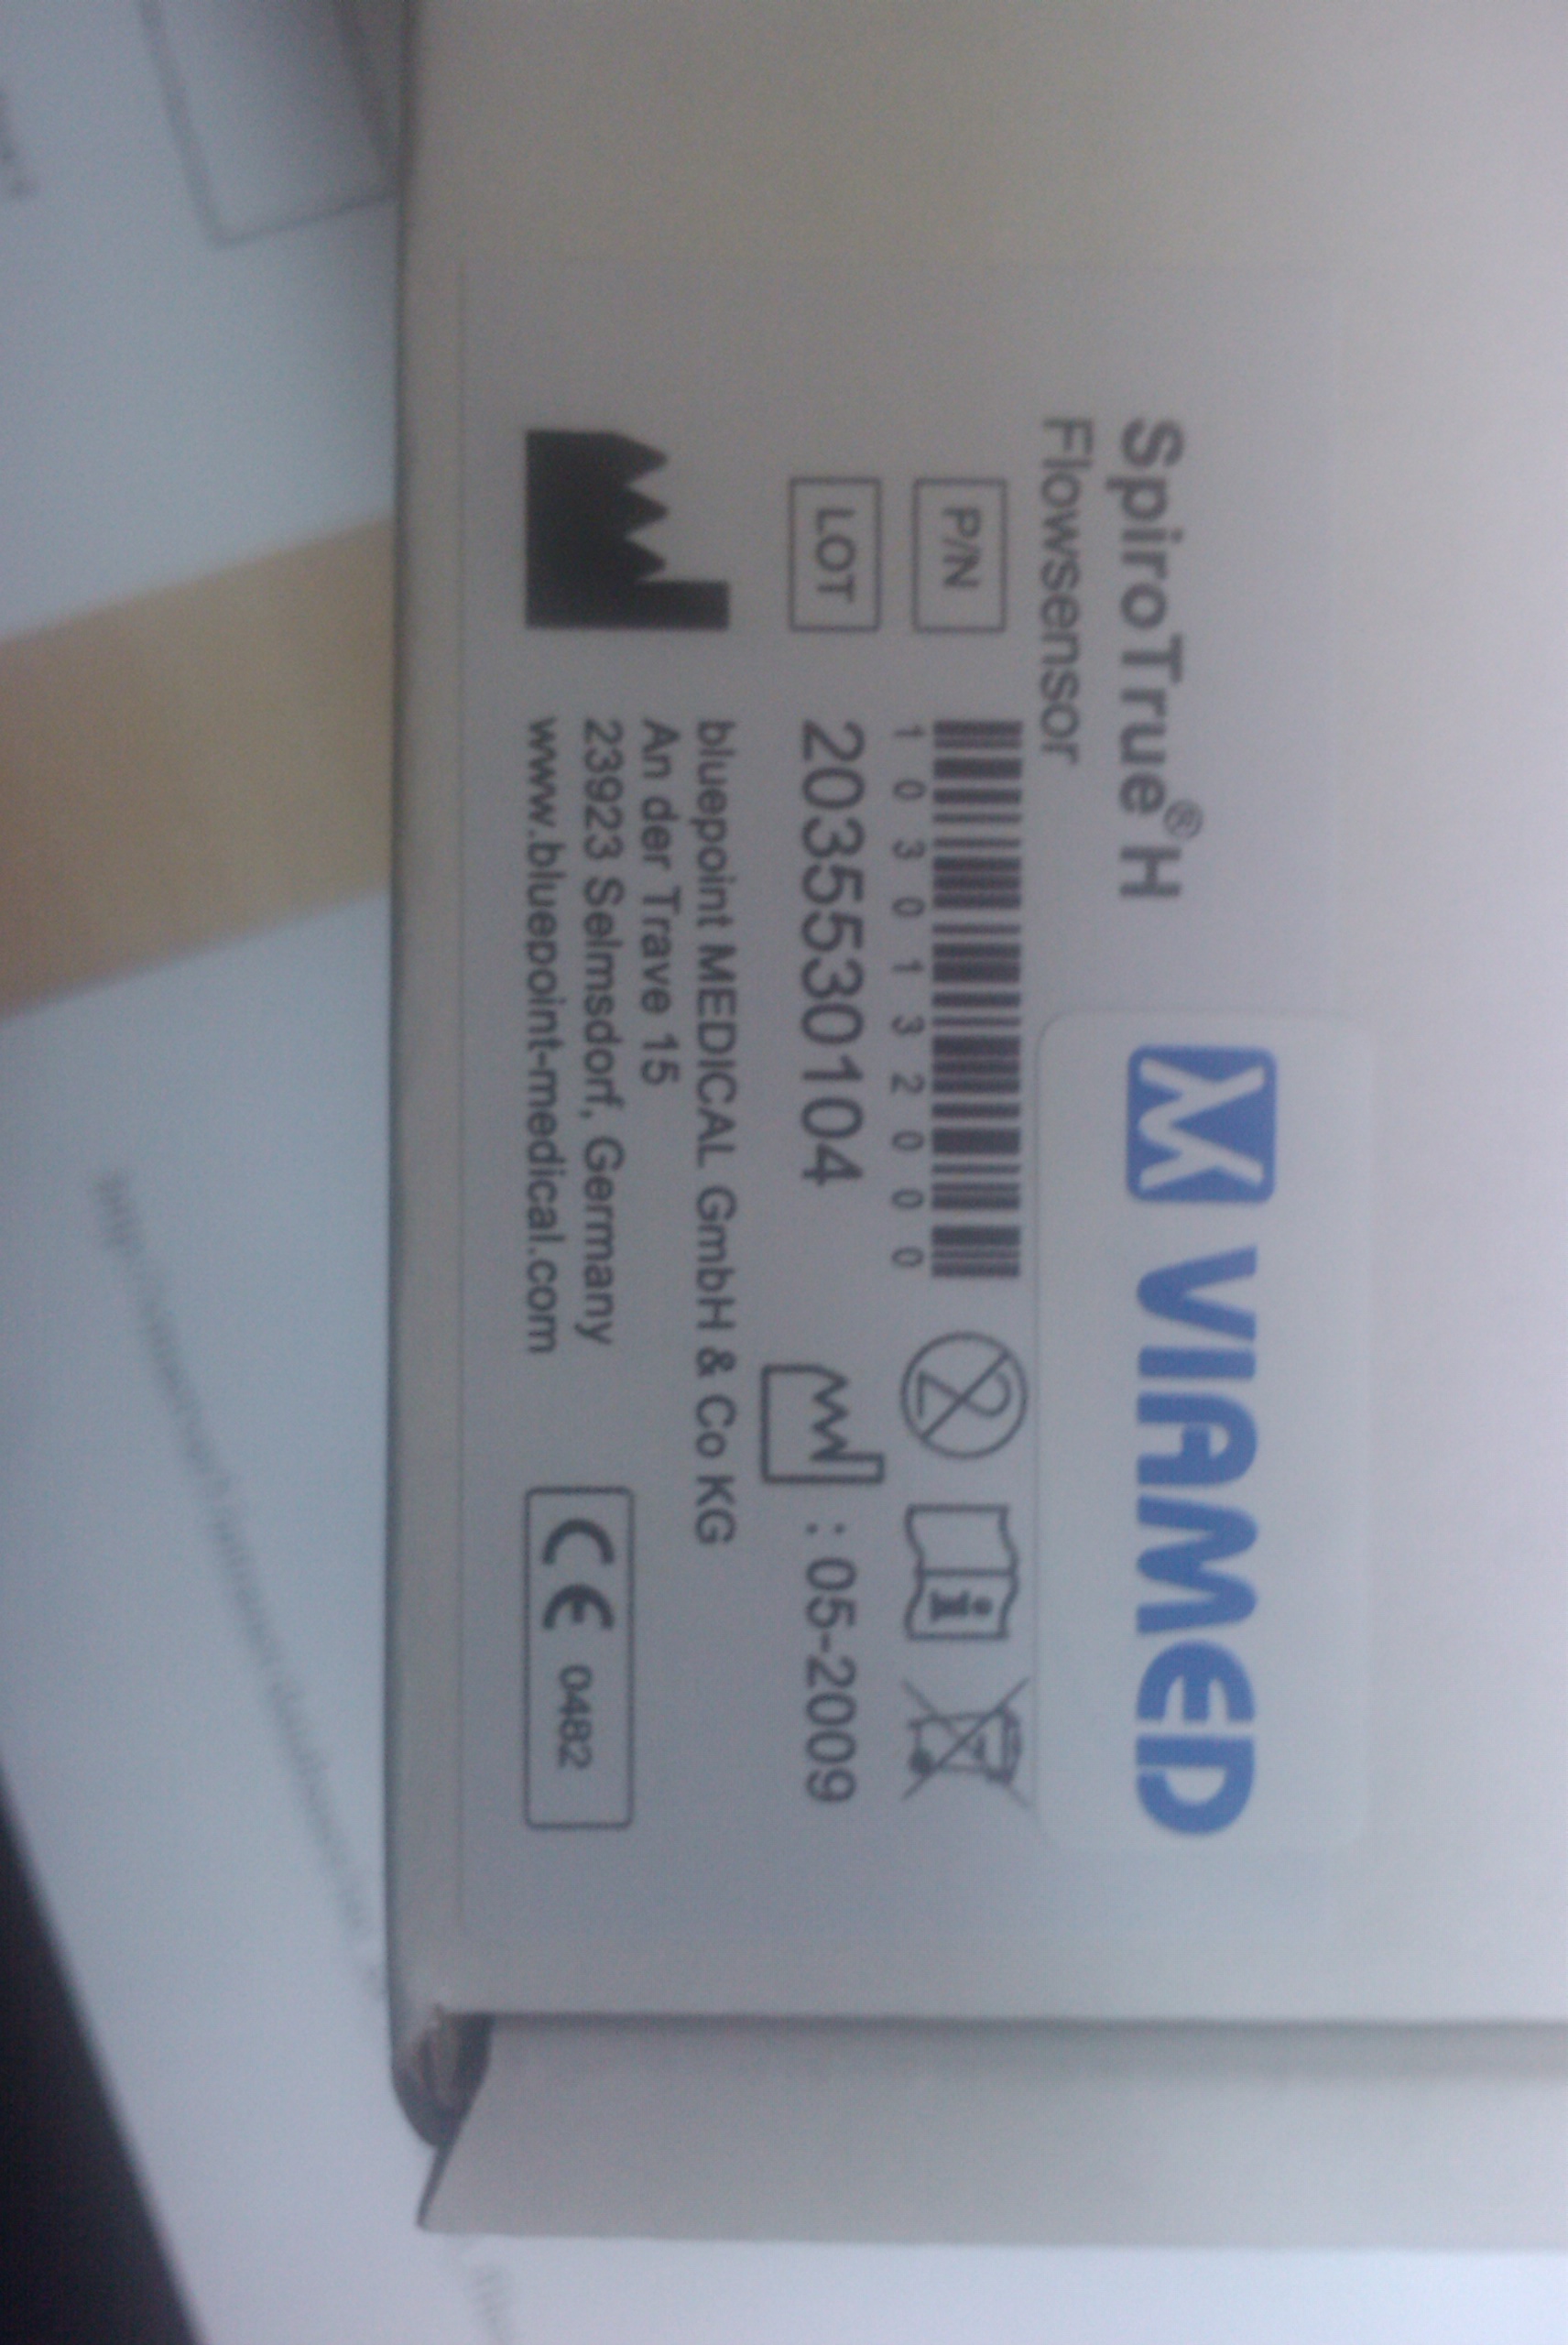 SpiroTrue® H
Flowsensor
VIAMED
P/N
1 0 3 0 1 3 2 0 0 0
LOT
2035530104
: 05-2009
bluepoint MEDICAL GmbH & Co KG
An der Trave 15
23923 Selmsdorf, Germany
www.bluepoint-medical.com
CE 0482